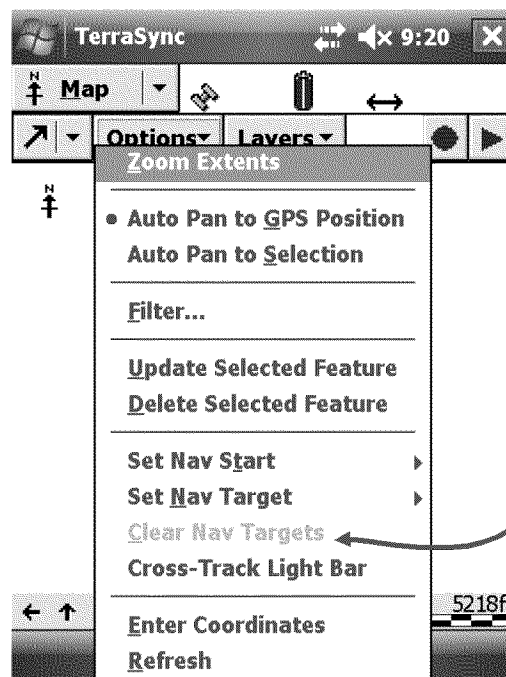 TerraSync 9:20
N
Map
Options Layers
Zoom Extents
N
Auto Pan to GPS Position
Auto Pan to Selection
Filter...
Update Selected Feature
Delete Selected Feature
Set Nav Start
Set Nav Target
Clear Nav Targets
Cross-Track Light Bar
5218f
Enter Coordinates
Refresh